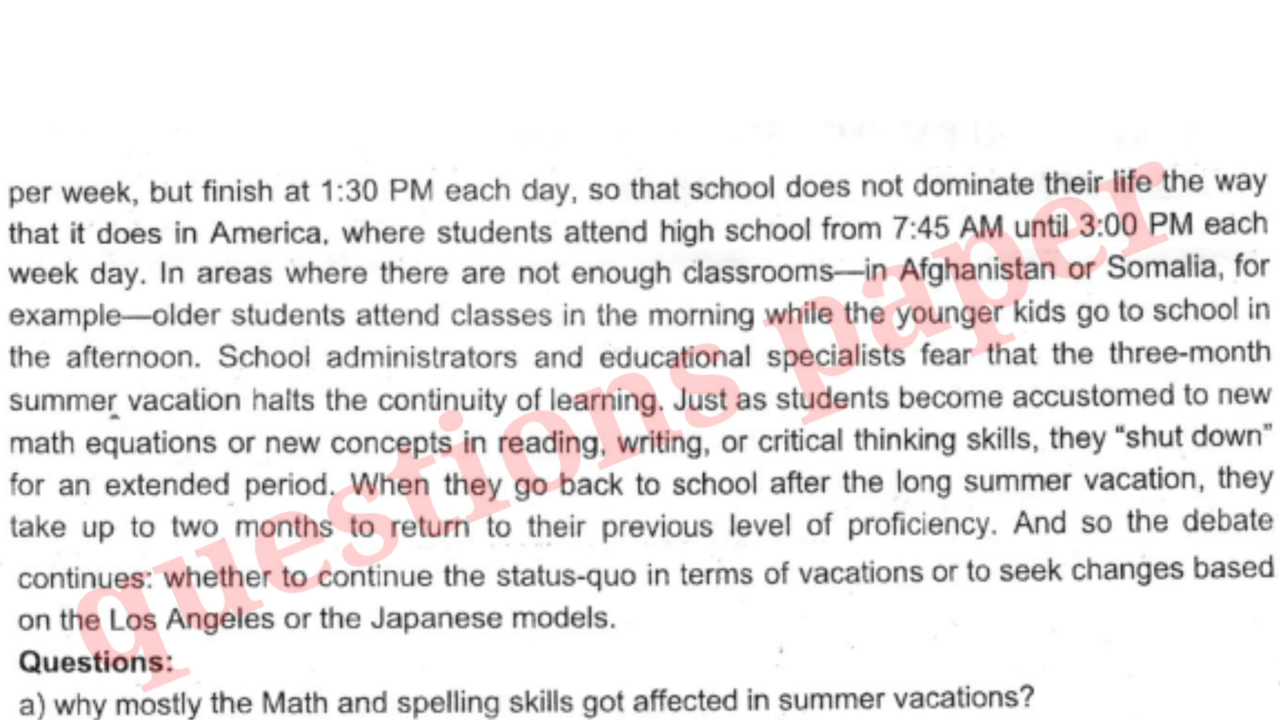 per week, but finish at 1:30 PM each day, so that school does not dominate their life the way
that it does in America, where students attend high school from 7:45 AM until 3:00 PM each
week day. In areas where there are not enough classrooms—in Afghanistan or Somalia, for
example—older students attend classes in the morning while the younger kids go to school in
the afternoon. School administrators and educational specialists fear that the three-month
summer vacation halts the continuity of learning. Just as students become accustomed to new
math equations or new concepts in reading, writing, or critical thinking skills, they “shut down”
for an extended period. When they go back to school after the long summer vacation, they
take up to two months to return to their previous level of proficiency. And so the debate
continues: whether to continue the status-quo in terms of vacations or to seek changes based
on the Los Angeles or the Japanese models.
Questions:
a) why mostly the Math and spelling skills got affected in summer vacations?
questions paper